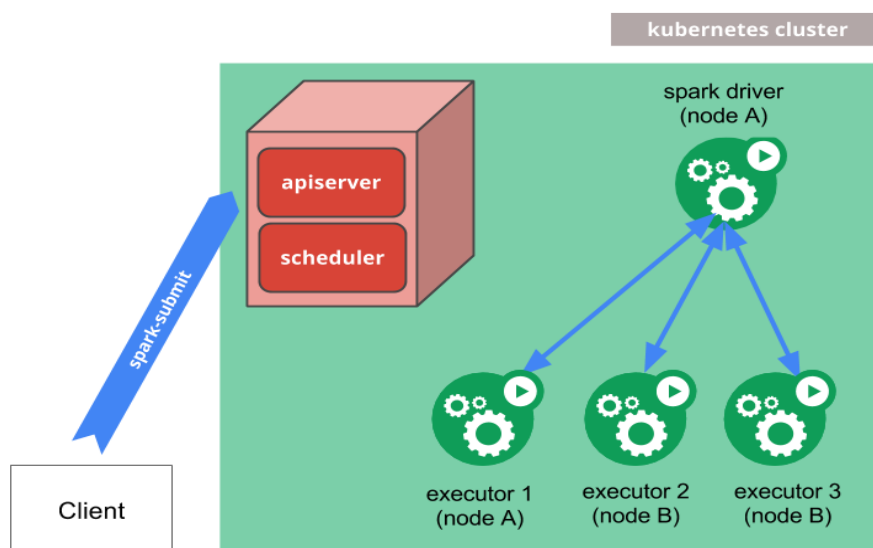 kubernetes cluster
spark driver
(node A)
apiserver
scheduler
spark-submit
executor 1
(node A)
executor 2
(node B)
executor 3
(node B)
Client